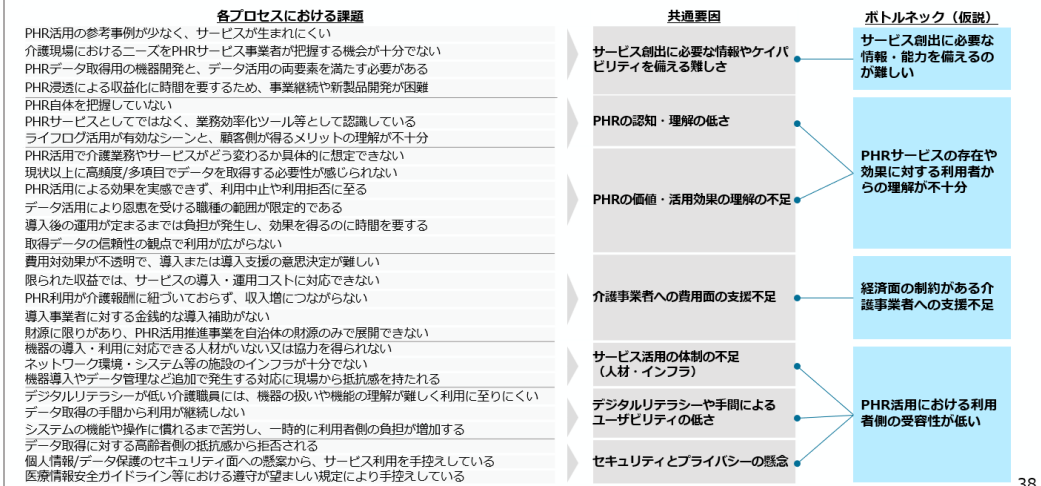 各プロセスにおける課題
PHR活用の参考事例が少なく、サービスが生まれにくい
介護現場におけるニーズをPHRサービス事業者が把握する機会が十分でない
PHRデータ取得用の機器開発と、データ活用の両要素を満たす必要がある
PHR浸透による収益化に時間を要するため、事業継続や新製品開発が困難
PHR自体を把握していない
PHRサービスとしてではなく、業務効率化ツール等として認識している
ライフログ活用が有効なシーンと、顧客側が得るメリットの理解が不十分
PHR活用で介護業務やサービスがどう変わるか具体的に想定できない
現状以上に高頻度/多項目でデータを取得する必要性が感じられない
PHR活用による効果を実感できず、利用中止や利用拒否に至る
データ活用により恩恵を受ける職種の範囲が限定的である
導入後の運用が定まるまでは負担が発生し、効果を得るのに時間を要する
取得データの信頼性の観点で利用が広がらない
費用対効果が不透明で、導入または導入支援の意思決定が難しい
限られた収益では、サービスの導入・運用コストに対応できない
PHR利用が介護報酬に紐づいておらず、収入増につながらない
導入事業者に対する金銭的な導入補助がない
財源に限りがあり、PHR活用推進事業を自治体の財源のみで展開できない
機器の導入・利用に対応できる人材がいない又は協力を得られない
ネットワーク環境・システム等の施設のインフラが十分でない
機器導入やデータ管理など追加で発生する対応に現場から抵抗感を持たれる
デジタルリテラシーが低い介護職員には、機器の扱いや機能の理解が難しく利用に至りにくい
データ取得の手間から利用が継続しない
システムの機能や操作に慣れるまで苦労し、一時的に利用者側の負担が増加する
データ取得に対する高齢者側の抵抗感から拒否される
個人情報/データ保護のセキュリティ面への懸案から、サービス利用を手控えしている
医療情報安全ガイドライン等における遵守が望ましい規定により手控えしている
共通要因
サービス創出に必要な情報やケイパ
ビリティを備える難しさ
PHRの認知・理解の低さ
PHRの価値・活用効果の理解の不足
介護事業者への費用面の支援不足
サービス活用の体制の不足
（人材・インフラ）
デジタルリテラシーや手間による
ユーザビリティの低さ
セキュリティとプライバシーの懸念
ボトルネック（仮説）
サービス創出に必要な
情報・能力を備えるの
が難しい
PHRサービスの存在や
効果に対する利用者か
らの理解が不十分
経済面の制約がある介
護事業者への支援不足
PHR活用における利用
者側の受容性が低い
38